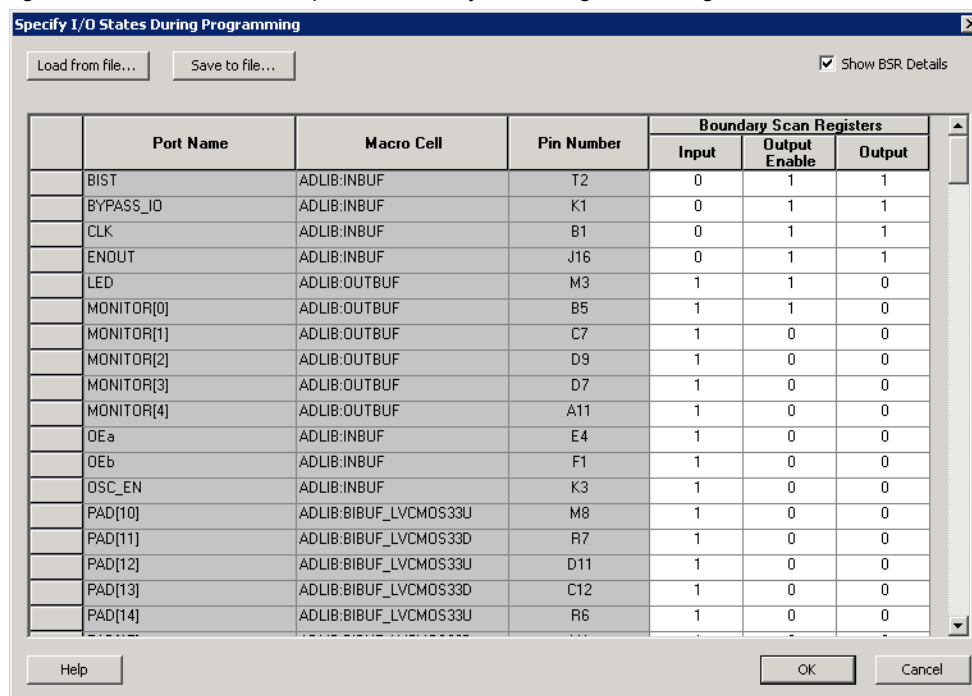 Specify I/O States During Programming
Load from file... Save to file... Show BSR Details
Port Name Macro Cell Pin Number Boundary Scan Registers
Input Output Enable Output
BIST ADLIB:INBUF T2 0 1 1
BYPASS_IO ADLIB:INBUF K1 0 1 1
CLK ADLIB:INBUF B1 0 1 1
ENOUT ADLIB:INBUF J16 0 1 1
LED ADLIB:OUTBUF M3 1 1 0
MONITOR[0] ADLIB:OUTBUF B5 1 1 0
MONITOR[1] ADLIB:OUTBUF C7 1 0 0
MONITOR[2] ADLIB:OUTBUF D9 1 0 0
MONITOR[3] ADLIB:OUTBUF D7 1 0 0
MONITOR[4] ADLIB:OUTBUF A11 1 0 0
OEa ADLIB:INBUF E4 1 0 0
OEb ADLIB:INBUF F1 1 0 0
OSC_EN ADLIB:INBUF K3 1 0 0
PAD[10] ADLIB:BIBUF_LVCMOS33U M8 1 0 0
PAD[11] ADLIB:BIBUF_LVCMOS33D R7 1 0 0
PAD[12] ADLIB:BIBUF_LVCMOS33U D11 1 0 0
PAD[13] ADLIB:BIBUF_LVCMOS33D C12 1 0 0
PAD[14] ADLIB:BIBUF_LVCMOS33U R6 1 0 0
Help OK Cancel